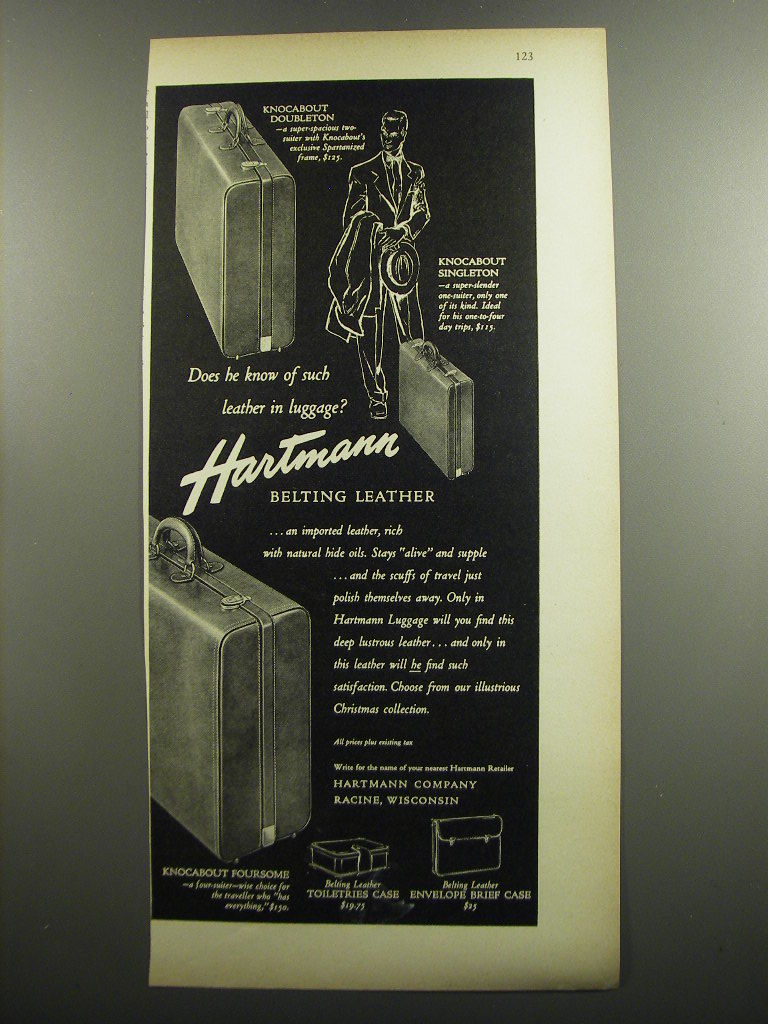 123
KNOCABOUT
DOUBLETON
—a super-spacious two-
suiter with Knocabout's
exclusive Spartanized
frame, $125.
KNOCABOUT
SINGLETON
—a super-slender
one-suiter, only one
of its kind. Ideal
for his one-to-four
day trips, $115.
Does he know of such
leather in luggage?
Hartmann
BELTING LEATHER
...an imported leather, rich
with natural hide oils. Stays "alive" and supple
...and the scuffs of travel just
polish themselves away. Only in
Hartmann Luggage will you find this
deep lustrous leather...and only in
this leather will he find such
satisfaction. Choose from our illustrious
Christmas collection.
All prices plus existing tax
Write for the name of your nearest Hartmann Retailer
HARTMANN COMPANY
RACINE, WISCONSIN
KNOCABOUT FOURSOME
—a four-suiter—wise choice for
the traveller who "has
everything," $150.
Belting Leather
TOILETRIES CASE
$19.75
Belting Leather
ENVELOPE BRIEF CASE
$25